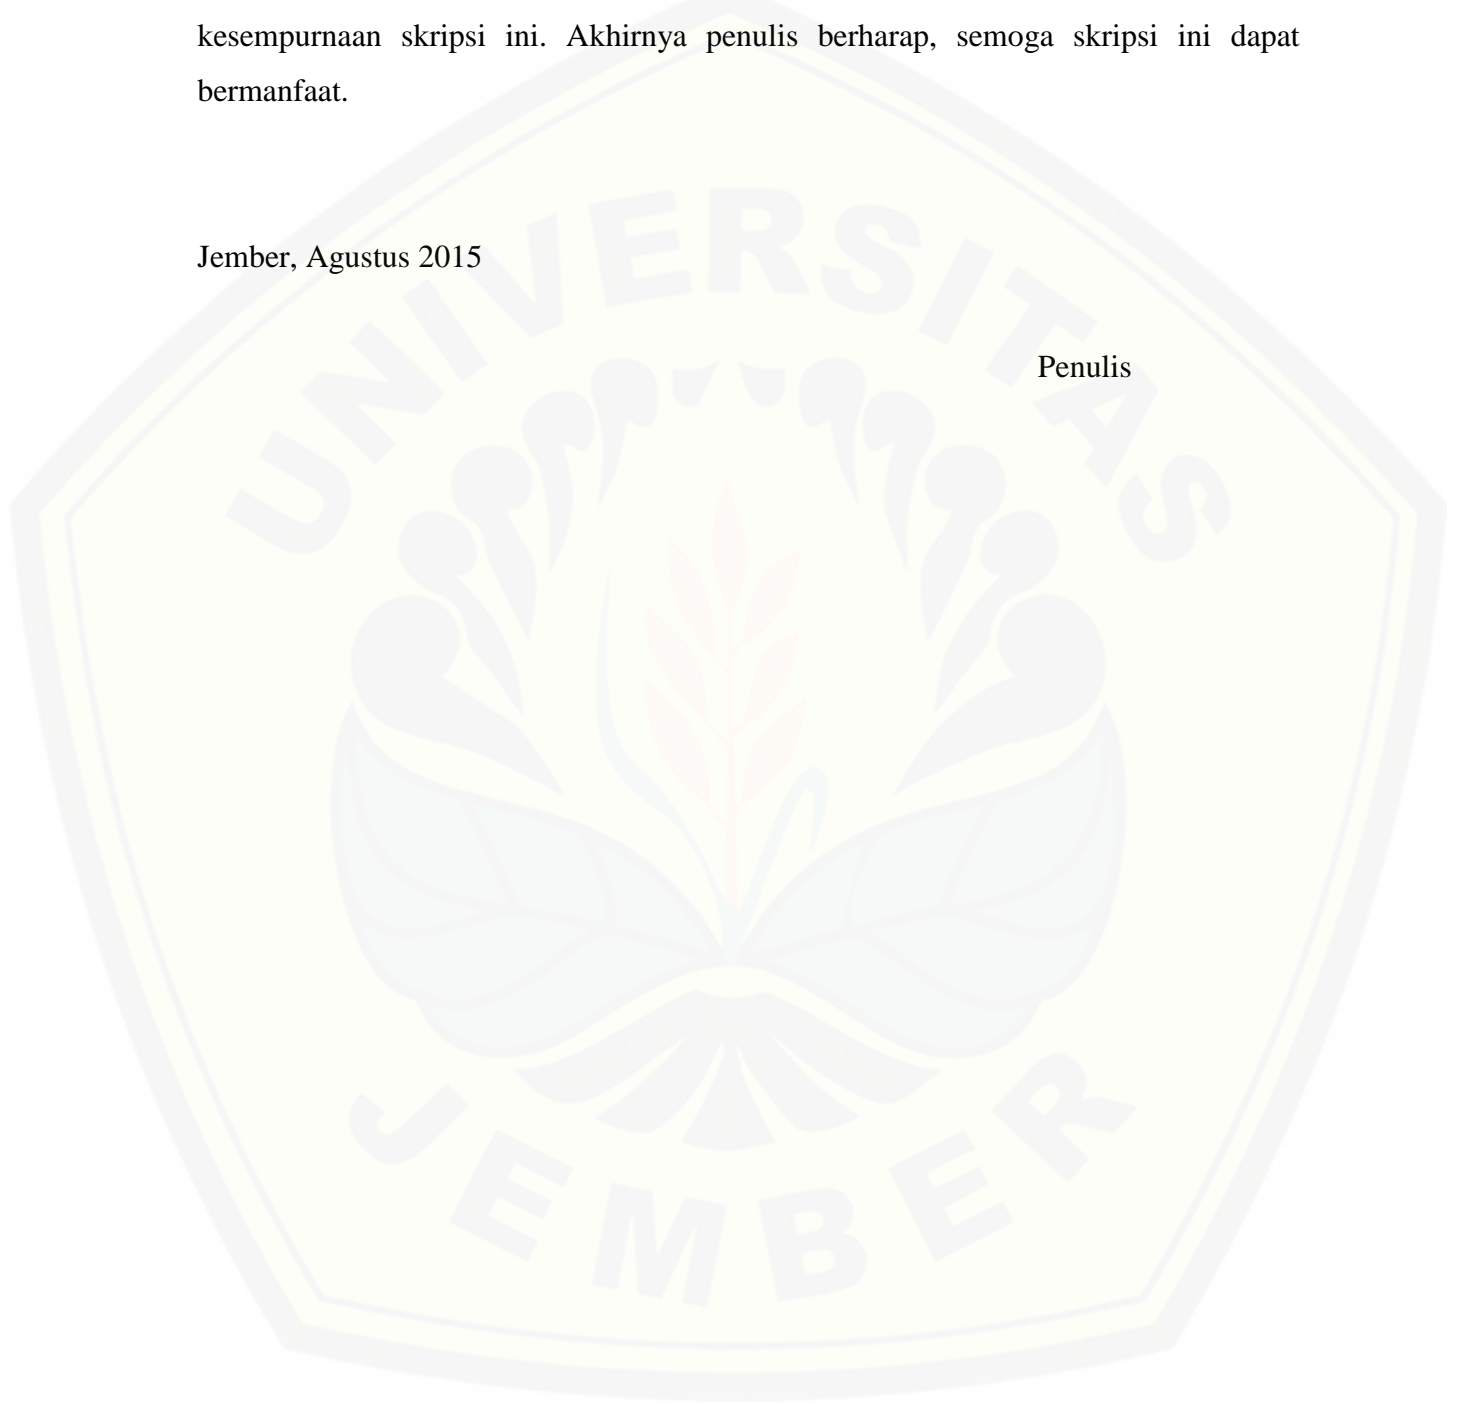 kesempurnaan skripsi ini. Akhirnya penulis berharap, semoga skripsi ini dapat
bermanfaat.
Jember, Agustus 2015
Penulis
UNIVERSITAS
JEMBER